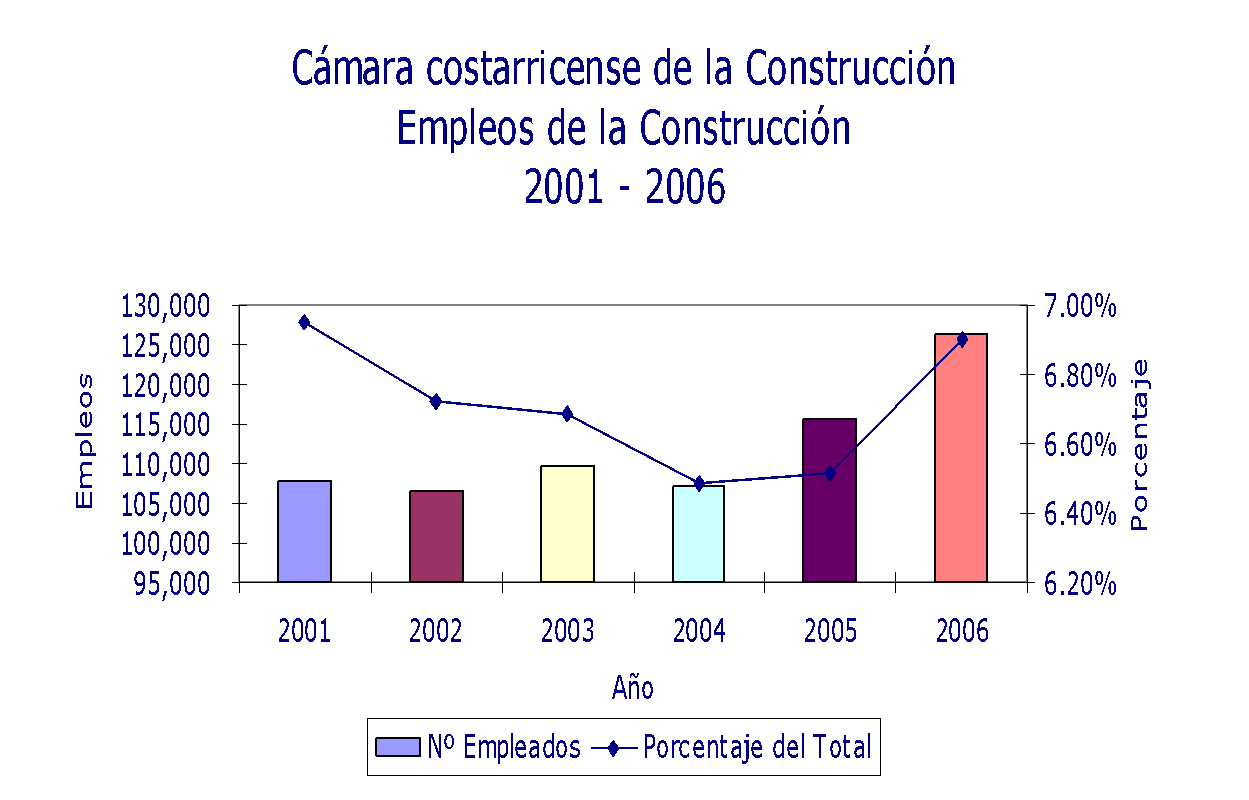 Cámara costarricense de la Construcción
Empleos de la Construcción
2001 - 2006
130,000
125,000
120,000
115,000
110,000
105,000
100,000
95,000
Empleos
7.00%
6.80%
6.60%
6.40%
6.20%
Porcentaje
2001 2002 2003 2004 2005 2006
Año
Nº Empleados Porcentaje del Total